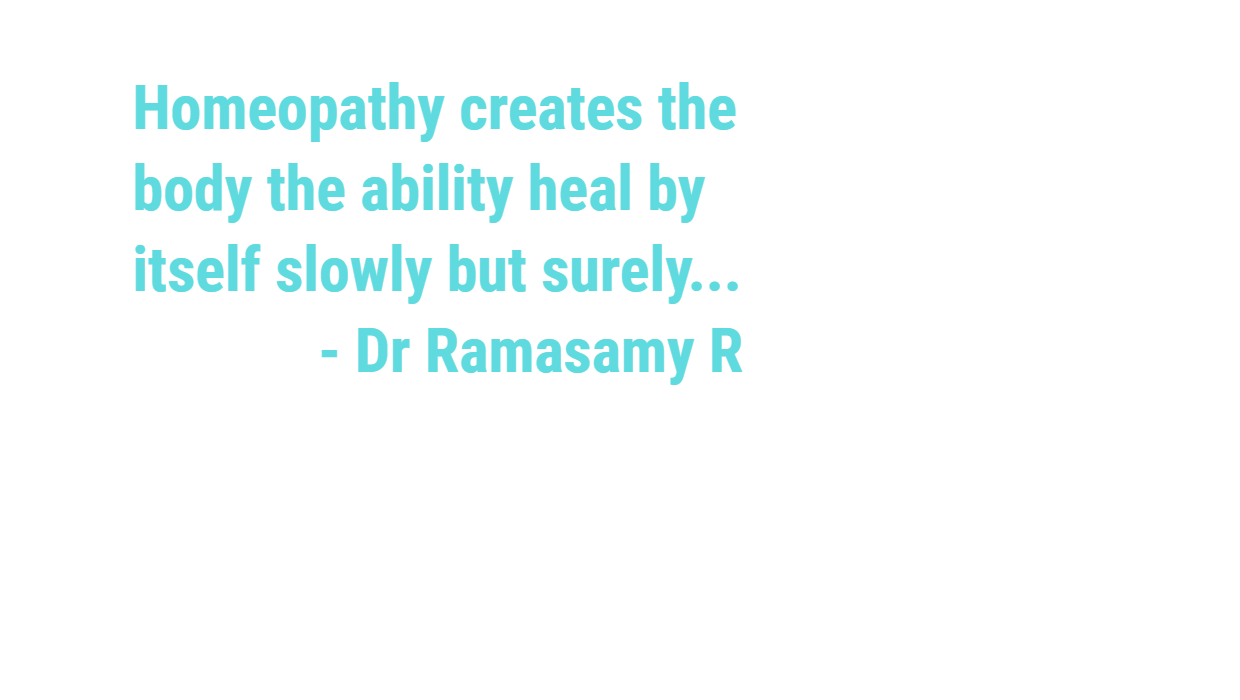 Homeopathy creates the
body the ability heal by
itself slowly but surely...
- Dr Ramasamy R